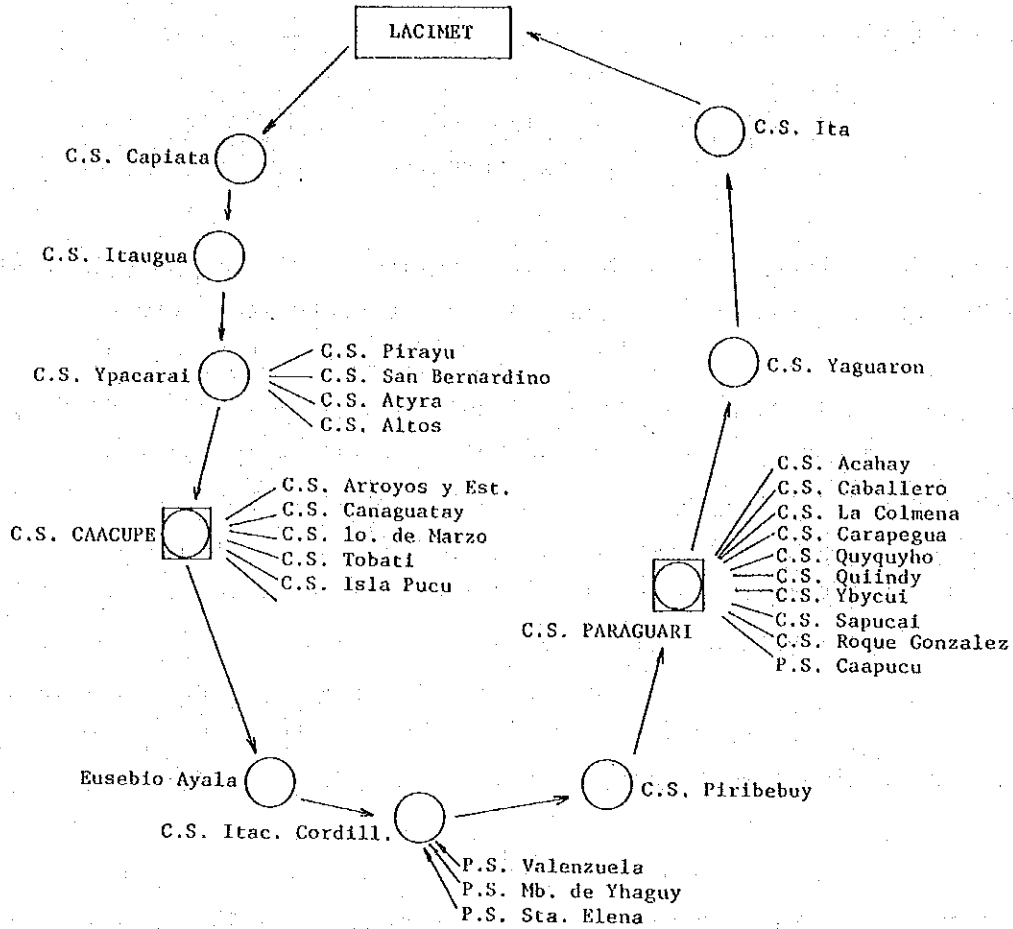 LACIMET
C.S. Capiata
C.S. Itaugua
C.S. Ypacarai
C.S. Pirayu
C.S. San Bernardino
C.S. Atyra
C.S. Altos
C.S. CAACUPE
C.S. Arroyos y Est.
C.S. Canaguatay
C.S. 1o. de Marzo
C.S. Tobati
C.S. Isla Pucu
Eusebio Ayala
C.S. Itac. Cordill.
P.S. Valenzuela
P.S. Mb. de Yhaguy
P.S. Sta. Elena
C.S. Piribebuy
C.S. PARAGUARI
C.S. Acahay
C.S. Caballero
C.S. La Colmena
C.S. Carapegua
C.S. Quyquyho
C.S. Quiindy
C.S. Ybycui
C.S. Sapucai
C.S. Roque Gonzalez
P.S. Caapucu
C.S. Yaguaron
C.S. Ita